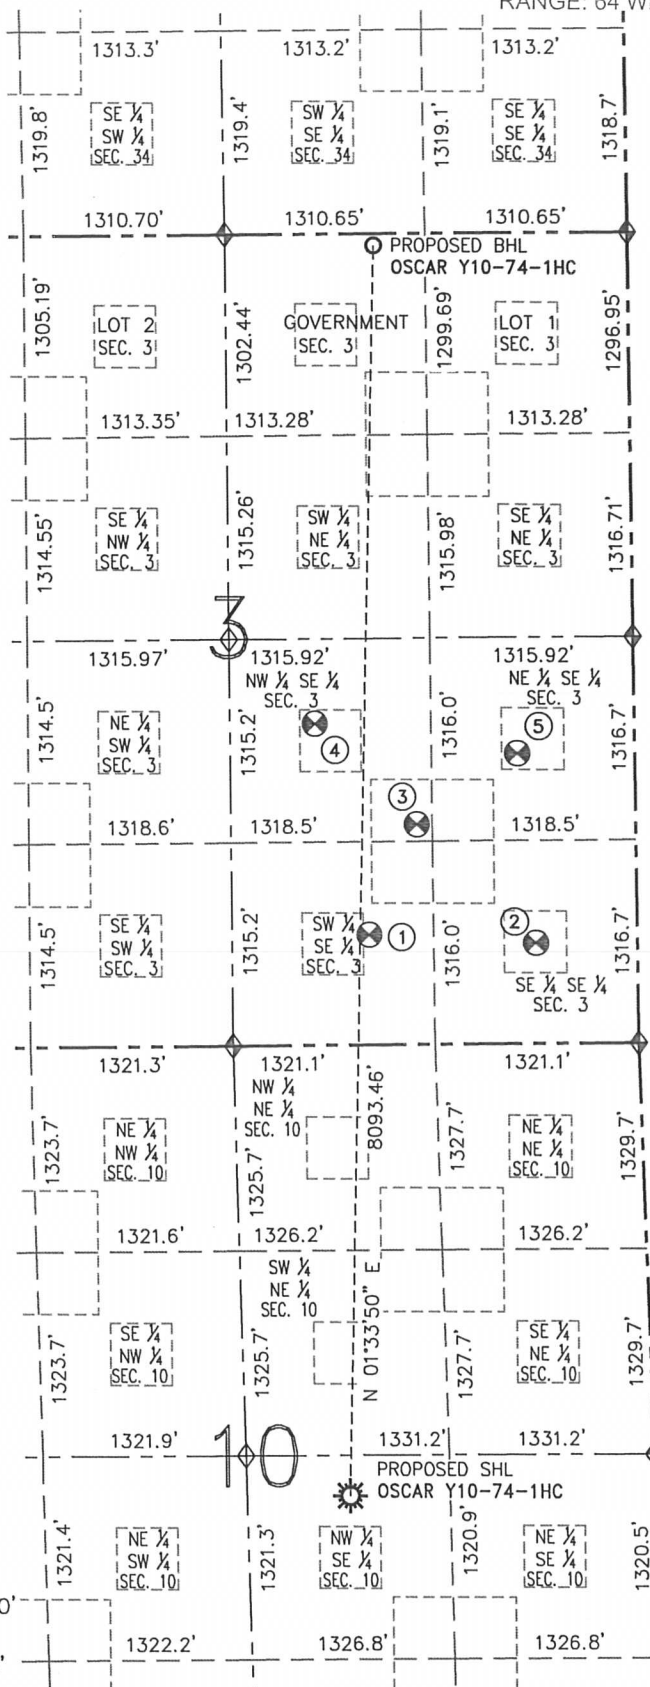 RANGE: 64 W
1313.3'
1313.2'
1313.2'
1319.8'
SE ¼
SW ¼
SEC. 34
1319.4'
SW ¼
SE ¼
SEC. 34
1319.1'
SE ¼
SE ¼
SEC. 34
1318.7'
1310.70'
1310.65'
1310.65'
PROPOSED BHL
OSCAR Y10-74-1HC
1305.19'
LOT 2
SEC. 3
1302.44'
GOVERNMENT
SEC. 3
1299.69'
LOT 1
SEC. 3
1296.95'
1313.35'
1313.28'
1313.28'
1314.55'
SE ¼
NW ¼
SEC. 3
1315.26'
SW ¼
NE ¼
SEC. 3
1315.98'
SE ¼
NE ¼
SEC. 3
1316.71'
3
1315.97'
1315.92'
1315.92'
NW ¼ SE ¼
SEC. 3
NE ¼ SE ¼
SEC. 3
1314.5'
NE ¼
SW ¼
SEC. 3
1315.2'
4
1316.0'
5
1316.7'
3
1318.6'
1318.5'
1318.5'
1314.5'
SE ¼
SW ¼
SEC. 3
1315.2'
SW ¼
SE ¼
SEC. 3
1
1316.0'
2
1316.7'
SE ¼ SE ¼
SEC. 3
1321.3'
1321.1'
1321.1'
NW ¼
NE ¼
SEC. 10
8093.46'
1323.7'
NE ¼
NW ¼
SEC. 10
1325.7'
1327.7'
NE ¼
NE ¼
SEC. 10
1329.7'
1321.6'
1326.2'
1326.2'
SW ¼
NE ¼
SEC. 10
N 01°33'50" E
1323.7'
SE ¼
NW ¼
SEC. 10
1325.7'
1327.7'
SE ¼
NE ¼
SEC. 10
1329.7'
1321.9'
10
1331.2'
1331.2'
PROPOSED SHL
OSCAR Y10-74-1HC
1321.4'
NE ¼
SW ¼
SEC. 10
1321.3'
NW ¼
SE ¼
SEC. 10
1320.9'
NE ¼
SE ¼
SEC. 10
1320.5'
0'
1322.2'
1326.8'
1326.8'